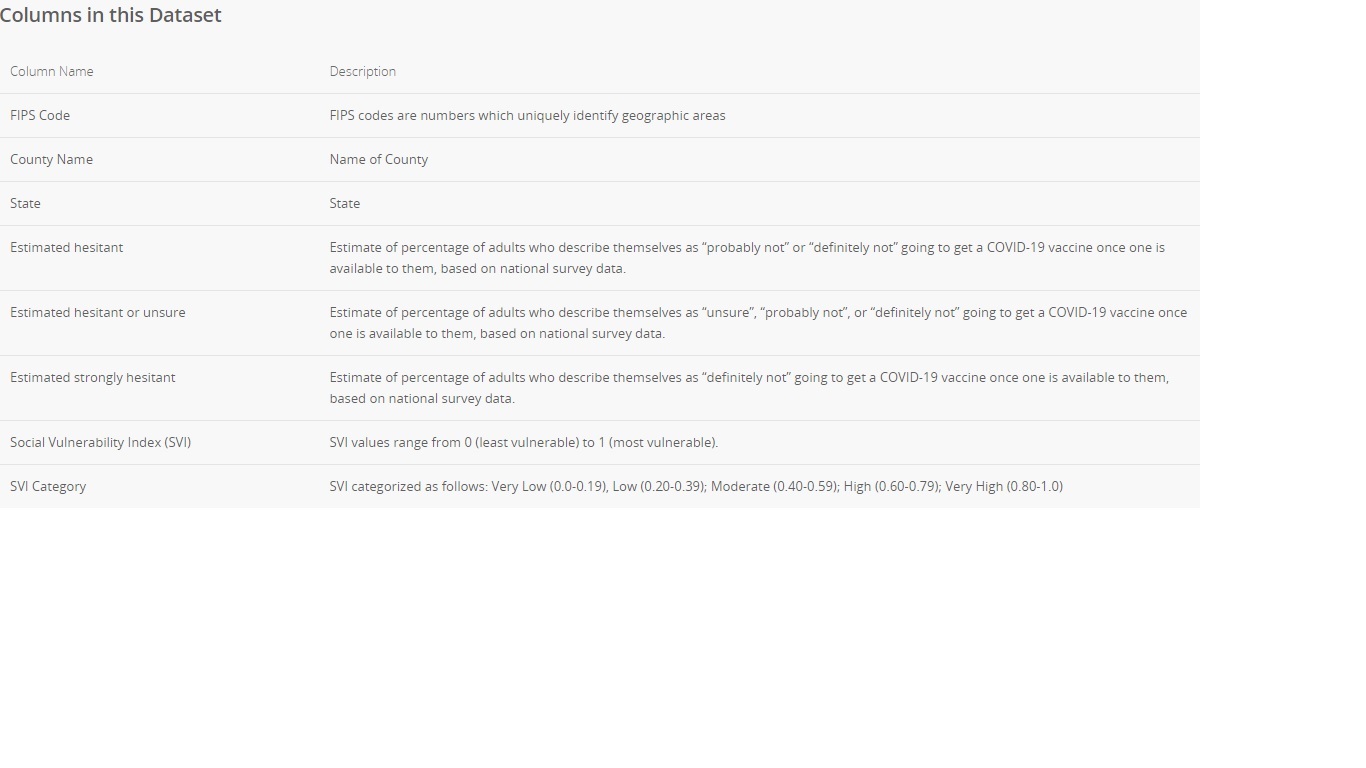 Columns in this Dataset
Column Name Description
FIPS Code FIPS codes are numbers which uniquely identify geographic areas
County Name Name of County
State State
Estimated hesitant Estimate of percentage of adults who describe themselves as “probably not” or “definitely not” going to get a COVID-19 vaccine once one is
available to them, based on national survey data.
Estimated hesitant or unsure Estimate of percentage of adults who describe themselves as “unsure”, “probably not”, or “definitely not” going to get a COVID-19 vaccine once
one is available to them, based on national survey data.
Estimated strongly hesitant Estimate of percentage of adults who describe themselves as “definitely not” going to get a COVID-19 vaccine once one is available to them,
based on national survey data.
Social Vulnerability Index (SVI) SVI values range from 0 (least vulnerable) to 1 (most vulnerable).
SVI Category SVI categorized as follows: Very Low (0.0-0.19), Low (0.20-0.39); Moderate (0.40-0.59); High (0.60-0.79); Very High (0.80-1.0)